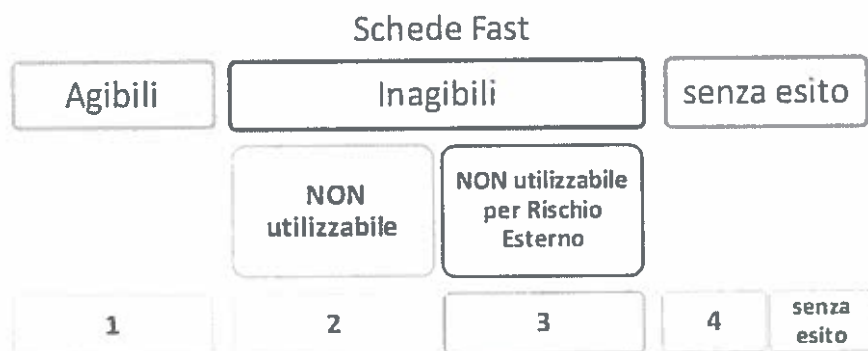 Schede Fast
Agibili
Inagibili
senza esito
NON
utilizzabile
NON utilizzabile
per Rischio
Esterno
1
2
3
4
senza
esito